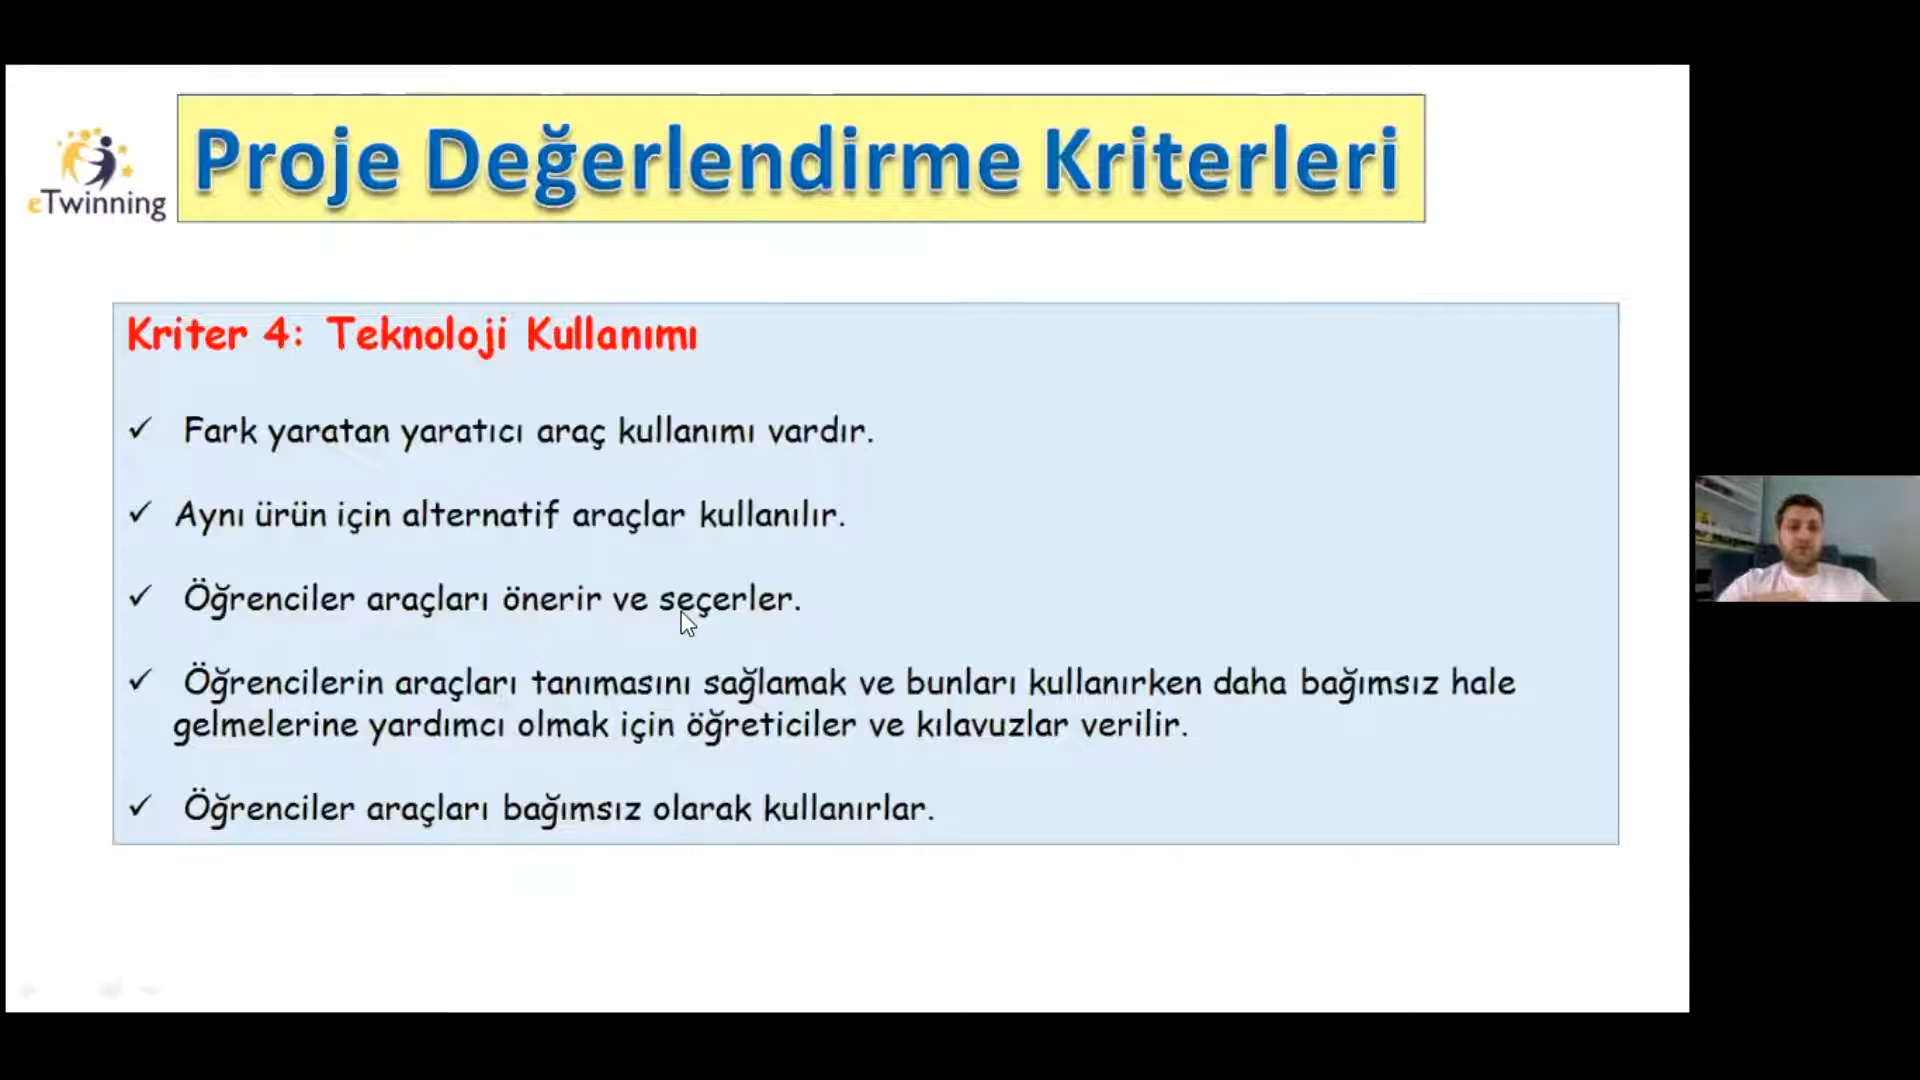 eTwinning
Proje Değerlendirme Kriterleri
Kriter 4: Teknoloji Kullanımı
✓ Fark yaratan yaratıcı araç kullanımı vardır.
✓ Aynı ürün için alternatif araçlar kullanılır.
✓ Öğrenciler araçları önerir ve seçerler.
✓ Öğrencilerin araçları tanımasını sağlamak ve bunları kullanırken daha bağımsız hale
gelmelerine yardımcı olmak için öğreticiler ve kılavuzlar verilir.
✓ Öğrenciler araçları bağımsız olarak kullanırlar.